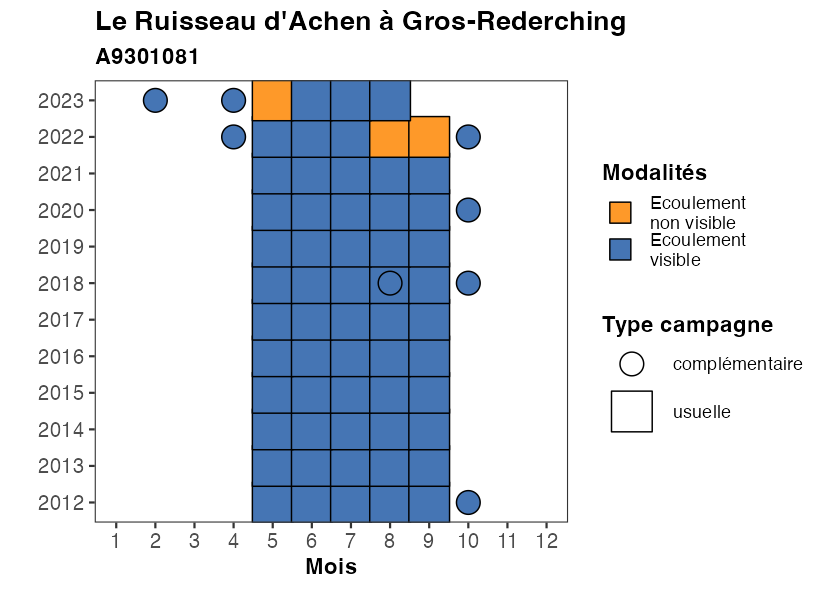 Le Ruisseau d'Achen à Gros-Rederching
A9301081
2023
2022
2021
2020
2019
2018
2017
2016
2015
2014
2013
2012
1 2 3 4 5 6 7 8 9 10 11 12
Mois
Modalités
Ecoulement
non visible
Ecoulement
visible
Type campagne
complémentaire
usuelle